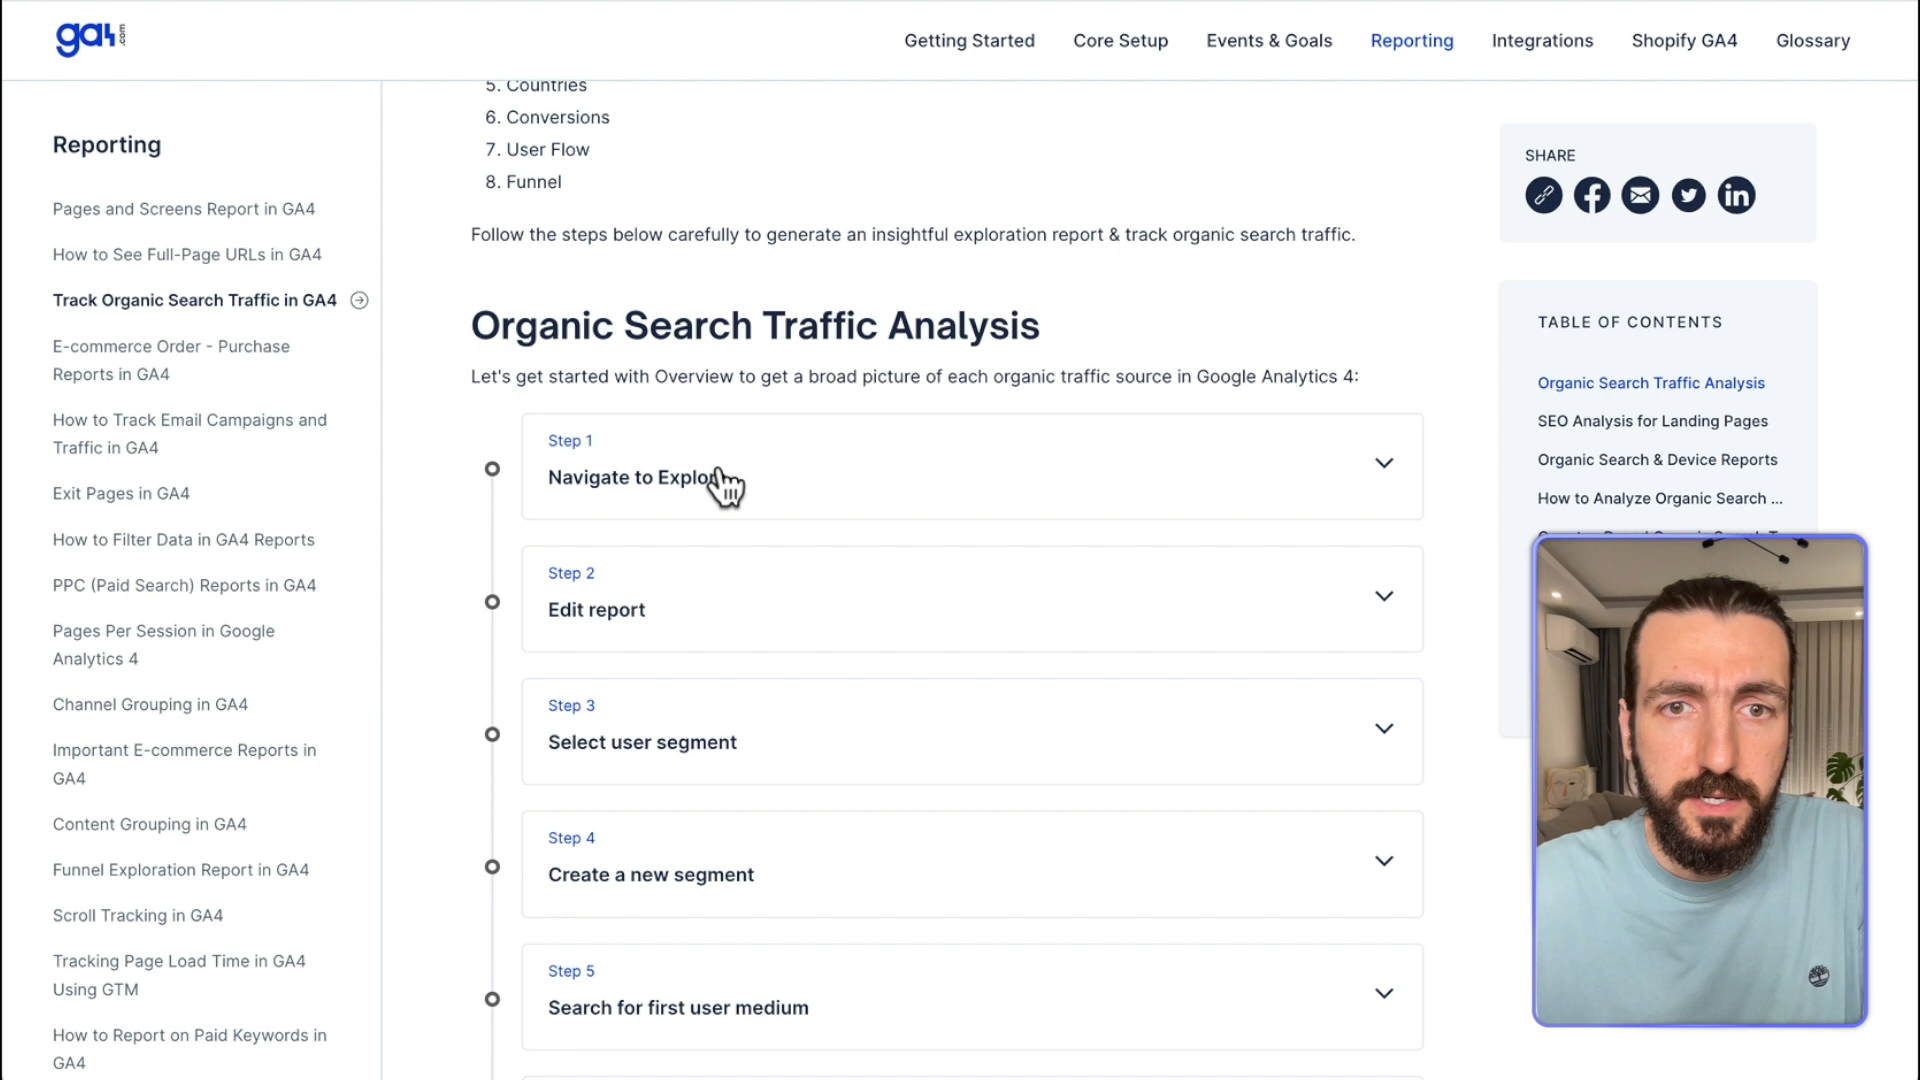 ga4.com
Getting Started
Core Setup
Events & Goals
Reporting
Integrations
Shopify GA4
Glossary
Reporting
Pages and Screens Report in GA4
How to See Full-Page URLs in GA4
Track Organic Search Traffic in GA4
E-commerce Order - Purchase
Reports in GA4
How to Track Email Campaigns and
Traffic in GA4
Exit Pages in GA4
How to Filter Data in GA4 Reports
PPC (Paid Search) Reports in GA4
Pages Per Session in Google
Analytics 4
Channel Grouping in GA4
Important E-commerce Reports in
GA4
Content Grouping in GA4
Funnel Exploration Report in GA4
Scroll Tracking in GA4
Tracking Page Load Time in GA4
Using GTM
How to Report on Paid Keywords in
GA4
5. Countries
6. Conversions
7. User Flow
8. Funnel
Follow the steps below carefully to generate an insightful exploration report & track organic search traffic.
Organic Search Traffic Analysis
Let's get started with Overview to get a broad picture of each organic traffic source in Google Analytics 4:
Step 1
Navigate to
Step 2
Edit report
Step 3
Select user segment
Step 4
Create a new segment
Step 5
Search for first user medium
SHARE
TABLE OF CONTENTS
Organic Search Traffic Analysis
SEO Analysis for Landing Pages
Organic Search & Device Reports
How to Analyze Organic Search ...